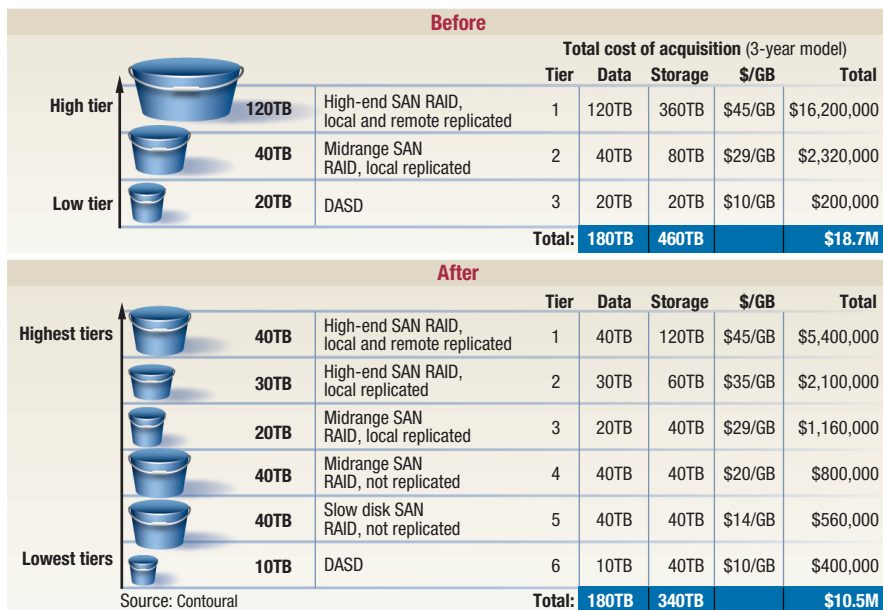 Before
Total cost of acquisition (3-year model)
Tier Data Storage $/GB Total
High tier 120TB High-end SAN RAID, local and remote replicated 1 120TB 360TB $45/GB $16,200,000
40TB Midrange SAN RAID, local replicated 2 40TB 80TB $29/GB $2,320,000
Low tier 20TB DASD 3 20TB 20TB $10/GB $200,000
Total: 180TB 460TB $18.7M
After
Tier Data Storage $/GB Total
Highest tiers 40TB High-end SAN RAID, local and remote replicated 1 40TB 120TB $45/GB $5,400,000
30TB High-end SAN RAID, local replicated 2 30TB 60TB $35/GB $2,100,000
20TB Midrange SAN RAID, local replicated 3 20TB 40TB $29/GB $1,160,000
40TB Midrange SAN RAID, not replicated 4 40TB 40TB $20/GB $800,000
40TB Slow disk SAN RAID, not replicated 5 40TB 40TB $14/GB $560,000
Lowest tiers 10TB DASD 6 10TB 40TB $10/GB $400,000
Source: Contoural Total: 180TB 340TB $10.5M